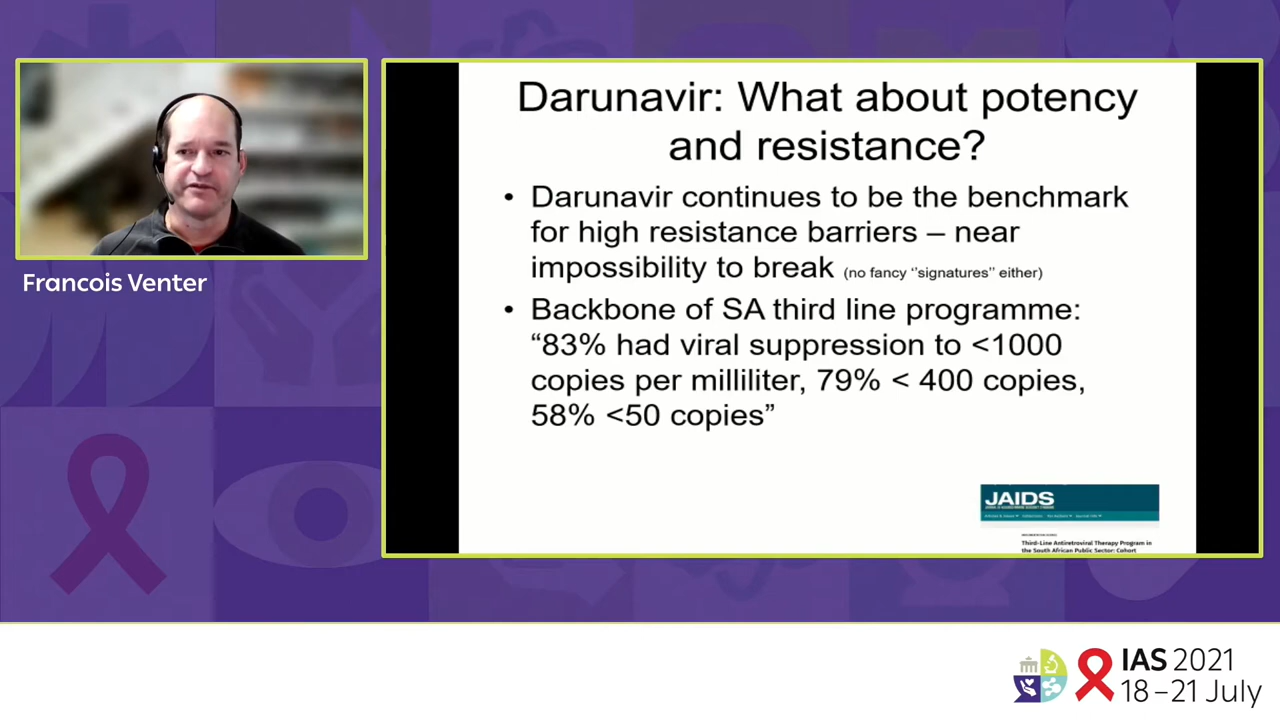 Francois Venter
Darunavir: What about potency
and resistance?
• Darunavir continues to be the benchmark
for high resistance barriers – near
impossibility to break (no fancy ‘’signatures’’ either)
• Backbone of SA third line programme:
“83% had viral suppression to <1000
copies per milliliter, 79% < 400 copies,
58% <50 copies”
JAIDS
Third-Line Antiretroviral Therapy Program in
the South African Public Sector: Cohort
IAS 2021
18 – 21 July